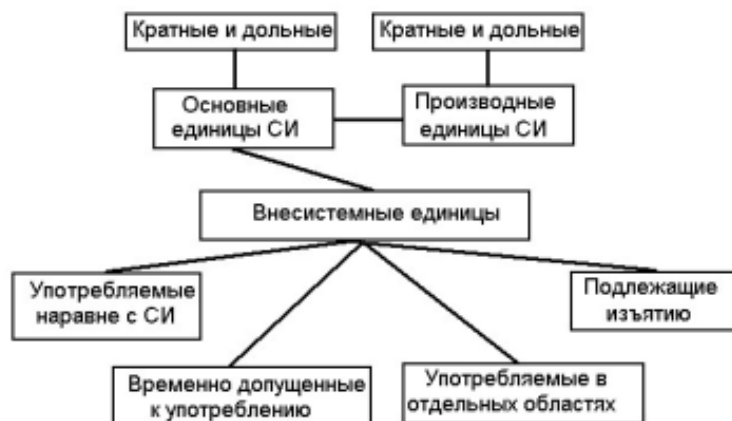 Кратные и дольные
Кратные и дольные
Основные
единицы СИ
Производные
единицы СИ
Внесистемные единицы
Употребляемые
наравне с СИ
Подлежащие
изъятию
Временно допущенные
к употреблению
Употребляемые в
отдельных областях